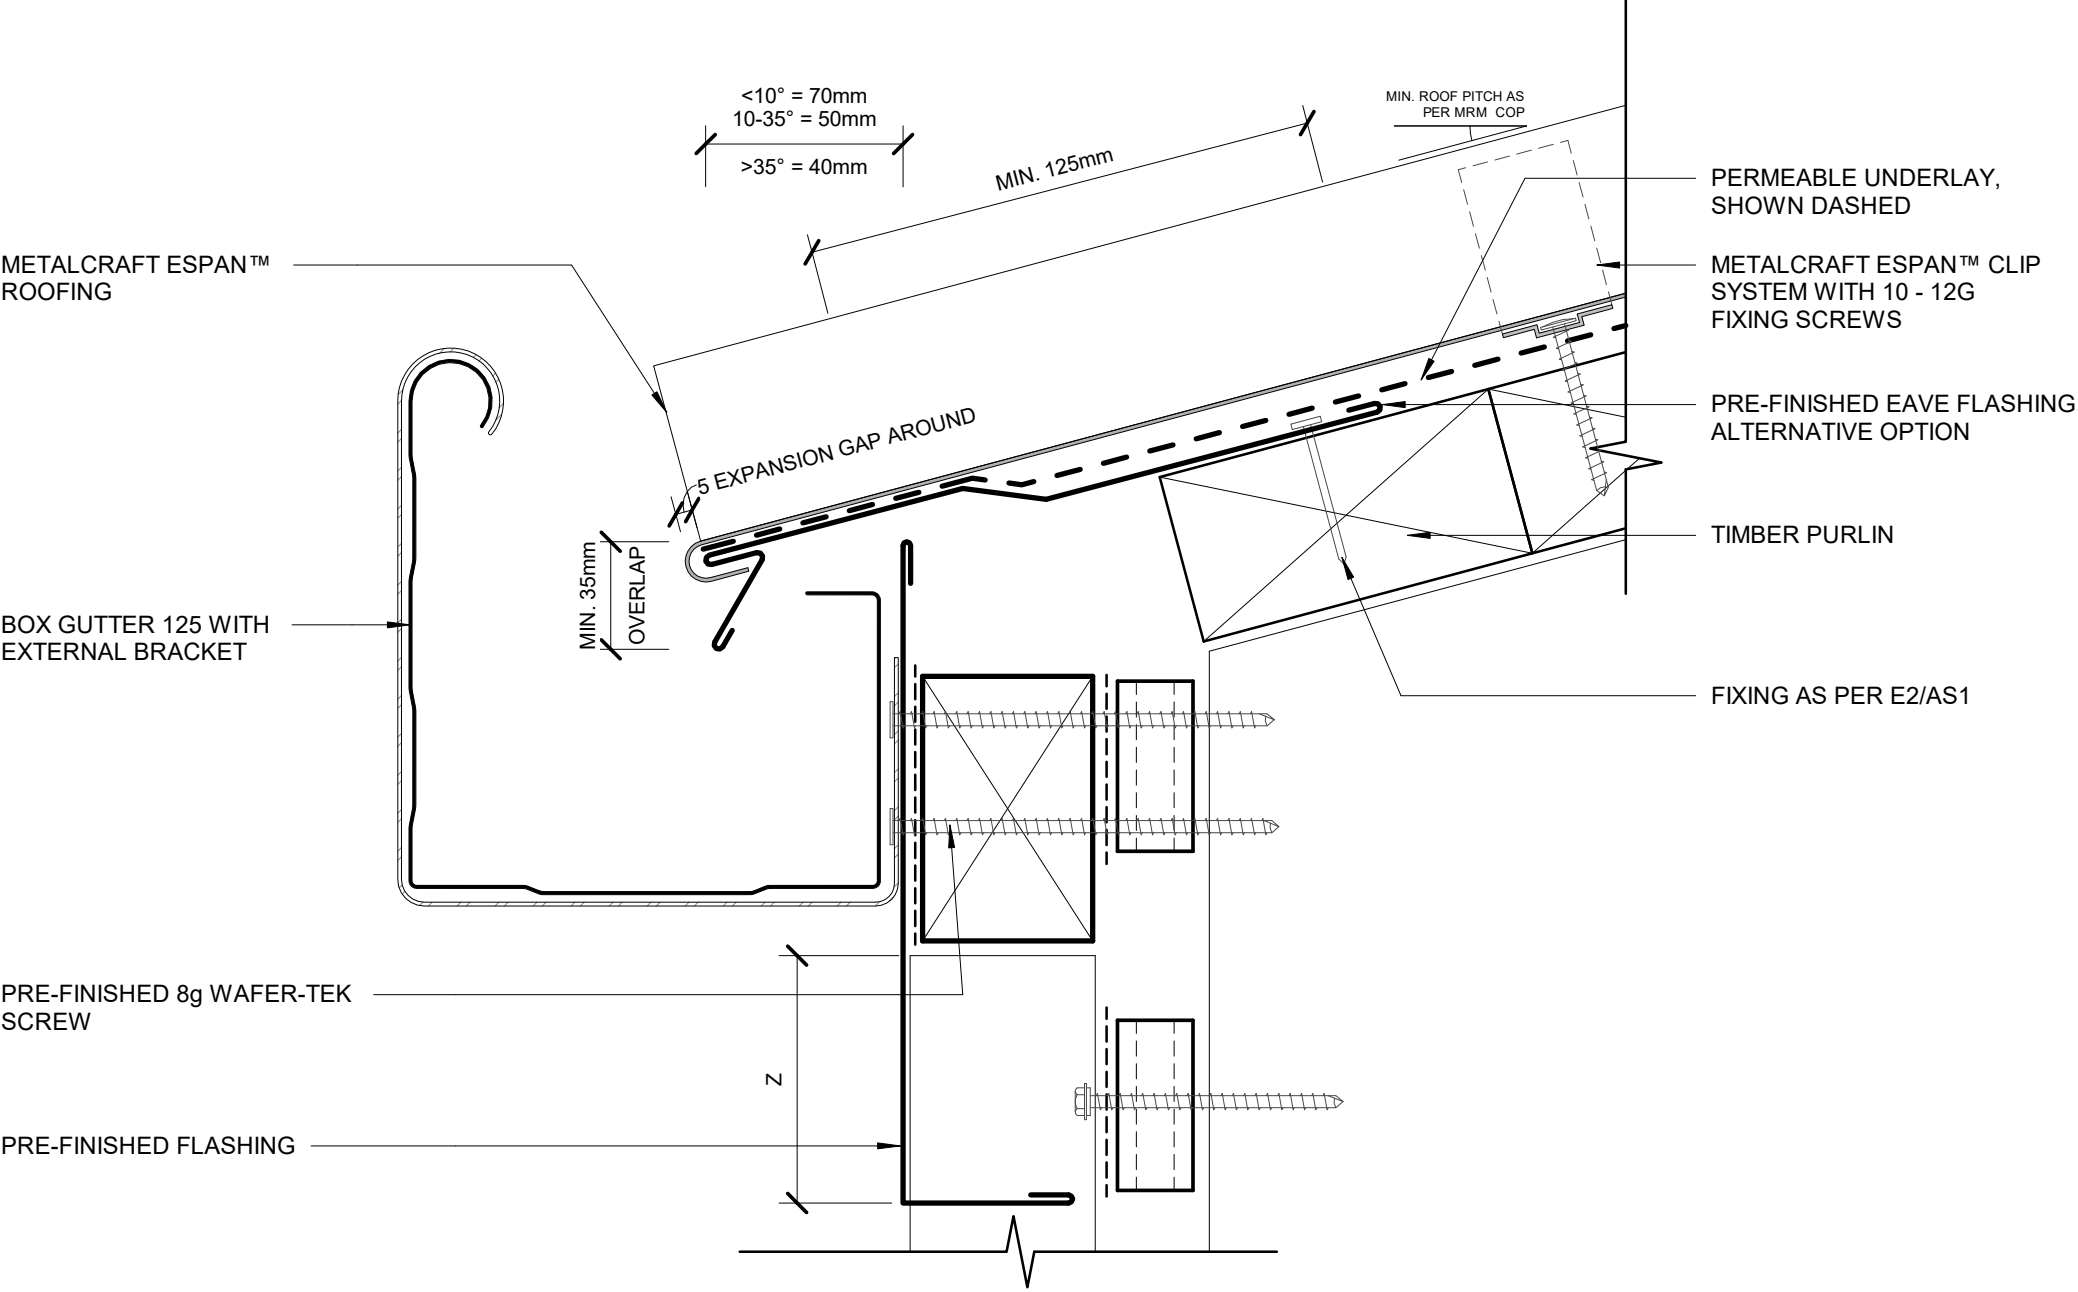 <10° = 70mm
10-35° = 50mm
>35° = 40mm
MIN. 125mm
MIN. ROOF PITCH AS
PER MRM COP
METALCRAFT ESPAN™
ROOFING
5 EXPANSION GAP AROUND
MIN. 35mm
OVERLAP
BOX GUTTER 125 WITH
EXTERNAL BRACKET
PRE-FINISHED 8g WAFER-TEK
SCREW
Z
PRE-FINISHED FLASHING
PERMEABLE UNDERLAY,
SHOWN DASHED
METALCRAFT ESPAN™ CLIP
SYSTEM WITH 10 - 12G
FIXING SCREWS
PRE-FINISHED EAVE FLASHING
ALTERNATIVE OPTION
TIMBER PURLIN
FIXING AS PER E2/AS1